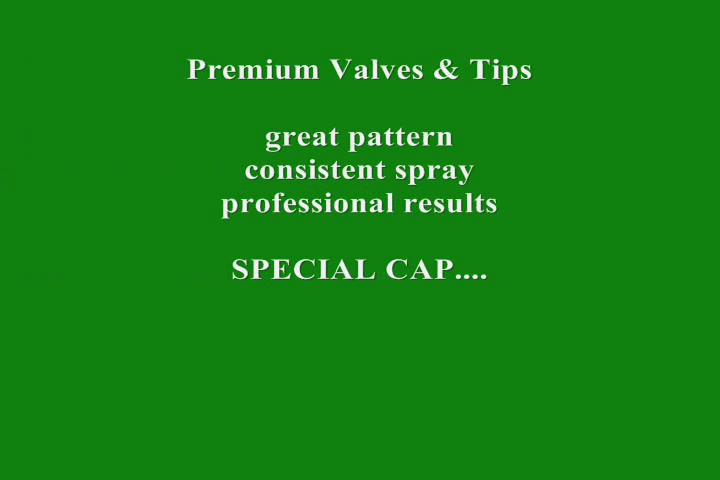 Premium Valves & Tips
great pattern
consistent spray
professional results
SPECIAL CAP....